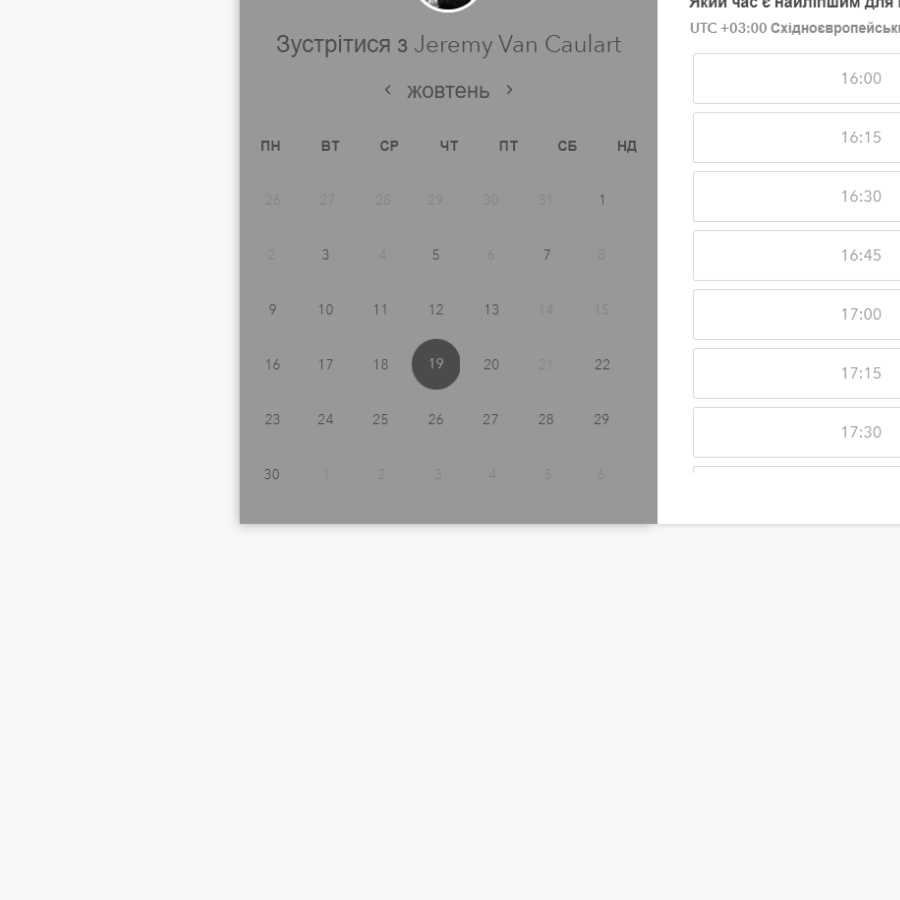 Зустрітися з Jeremy Van Caulart
‹ жовтень ›
ПН ВТ СР ЧТ ПТ СБ НД
26 27 28 29 30 31 1
2 3 4 5 6 7 8
9 10 11 12 13 14 15
16 17 18 19 20 21 22
23 24 25 26 27 28 29
30 1 2 3 4 5 6
Який час є найліпшим для
UTC +03:00
16:00
16:15
16:30
16:45
17:00
17:15
17:30